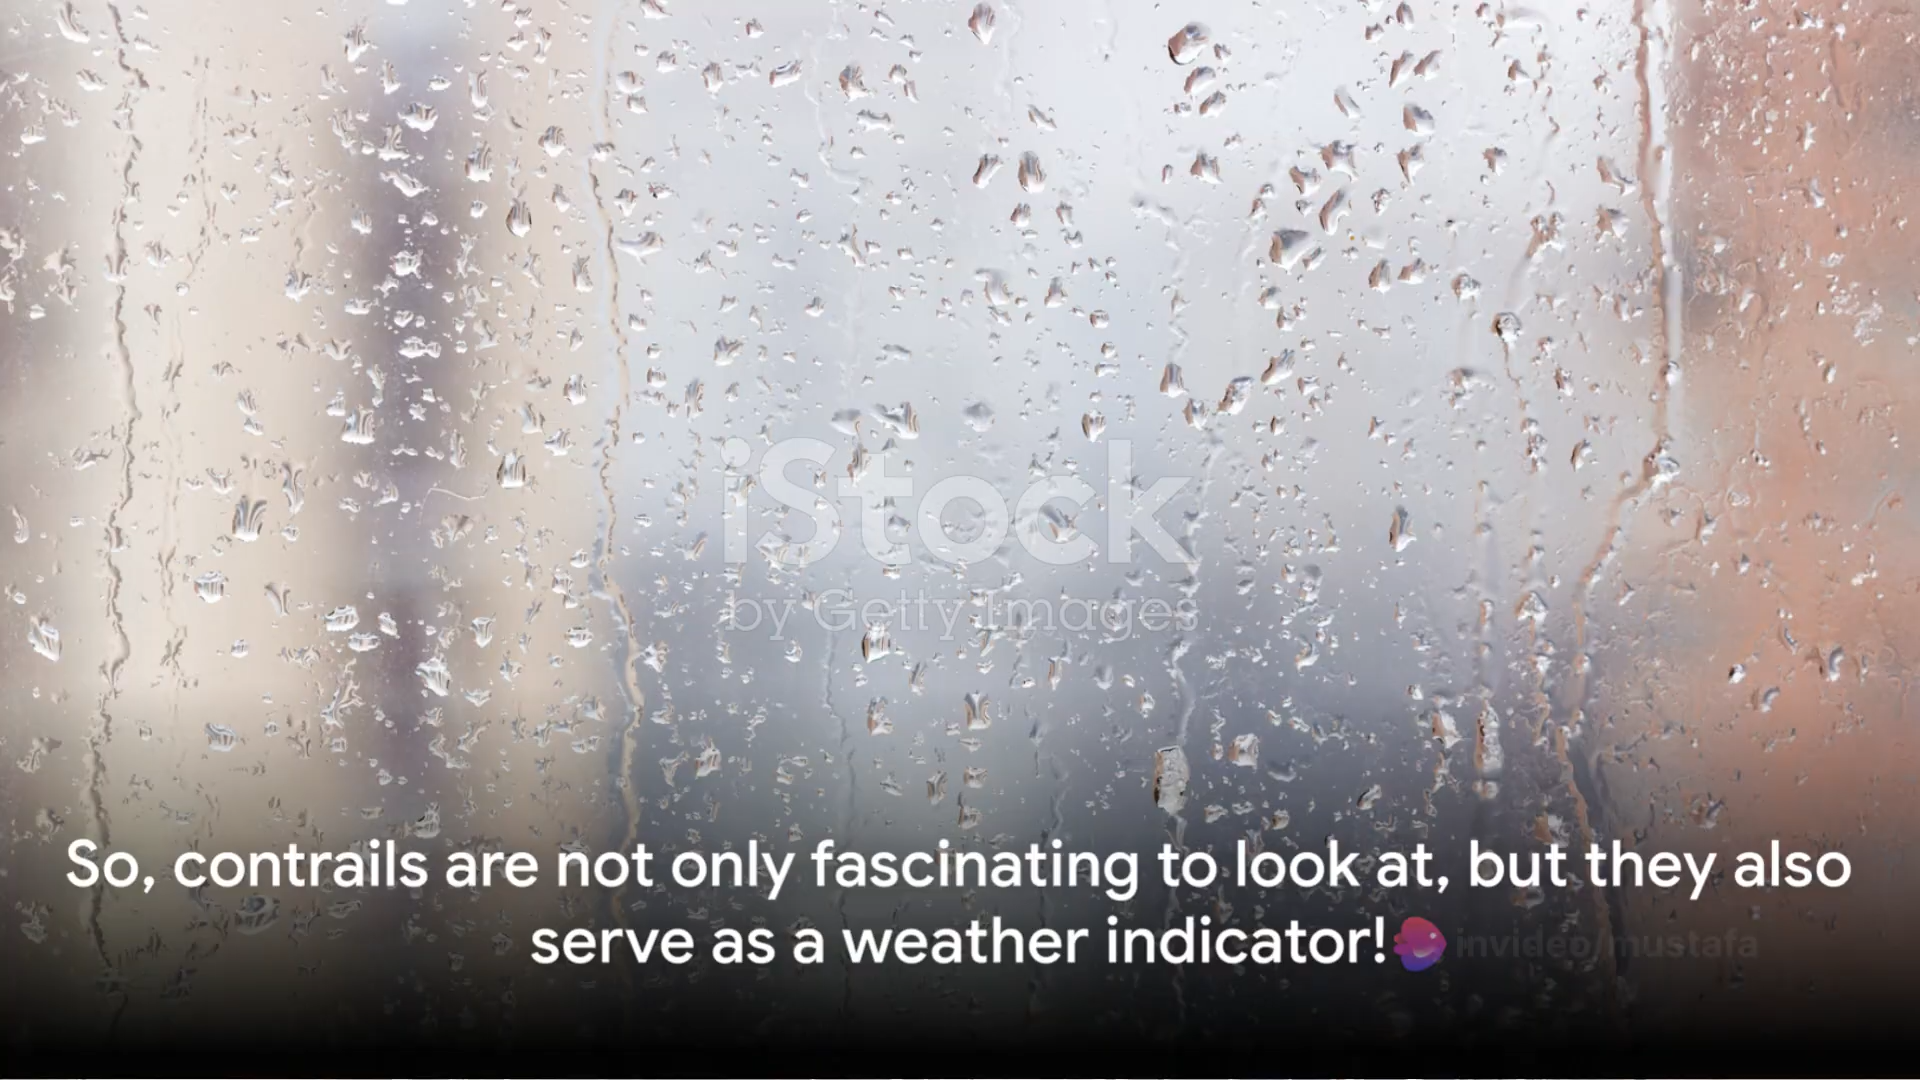 iStock
by Getty Images
So, contrails are not only fascinating to look at, but they also
serve as a weather indicator!
invideo/mustafa